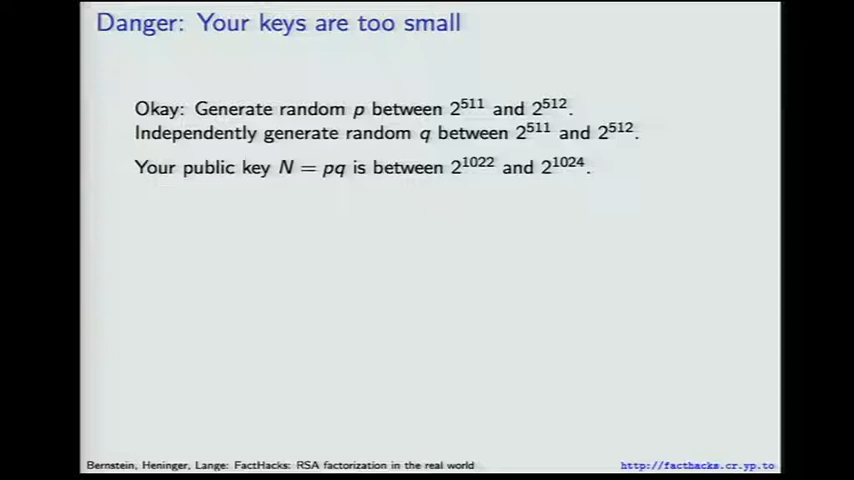 Danger: Your keys are too small
Okay: Generate random p between 2^511 and 2^512.
Independently generate random q between 2^511 and 2^512.
Your public key N = pq is between 2^1022 and 2^1024.
Bernstein, Heninger, Lange: FactHacks: RSA factorization in the real world
http://facthacks.cr.yp.to